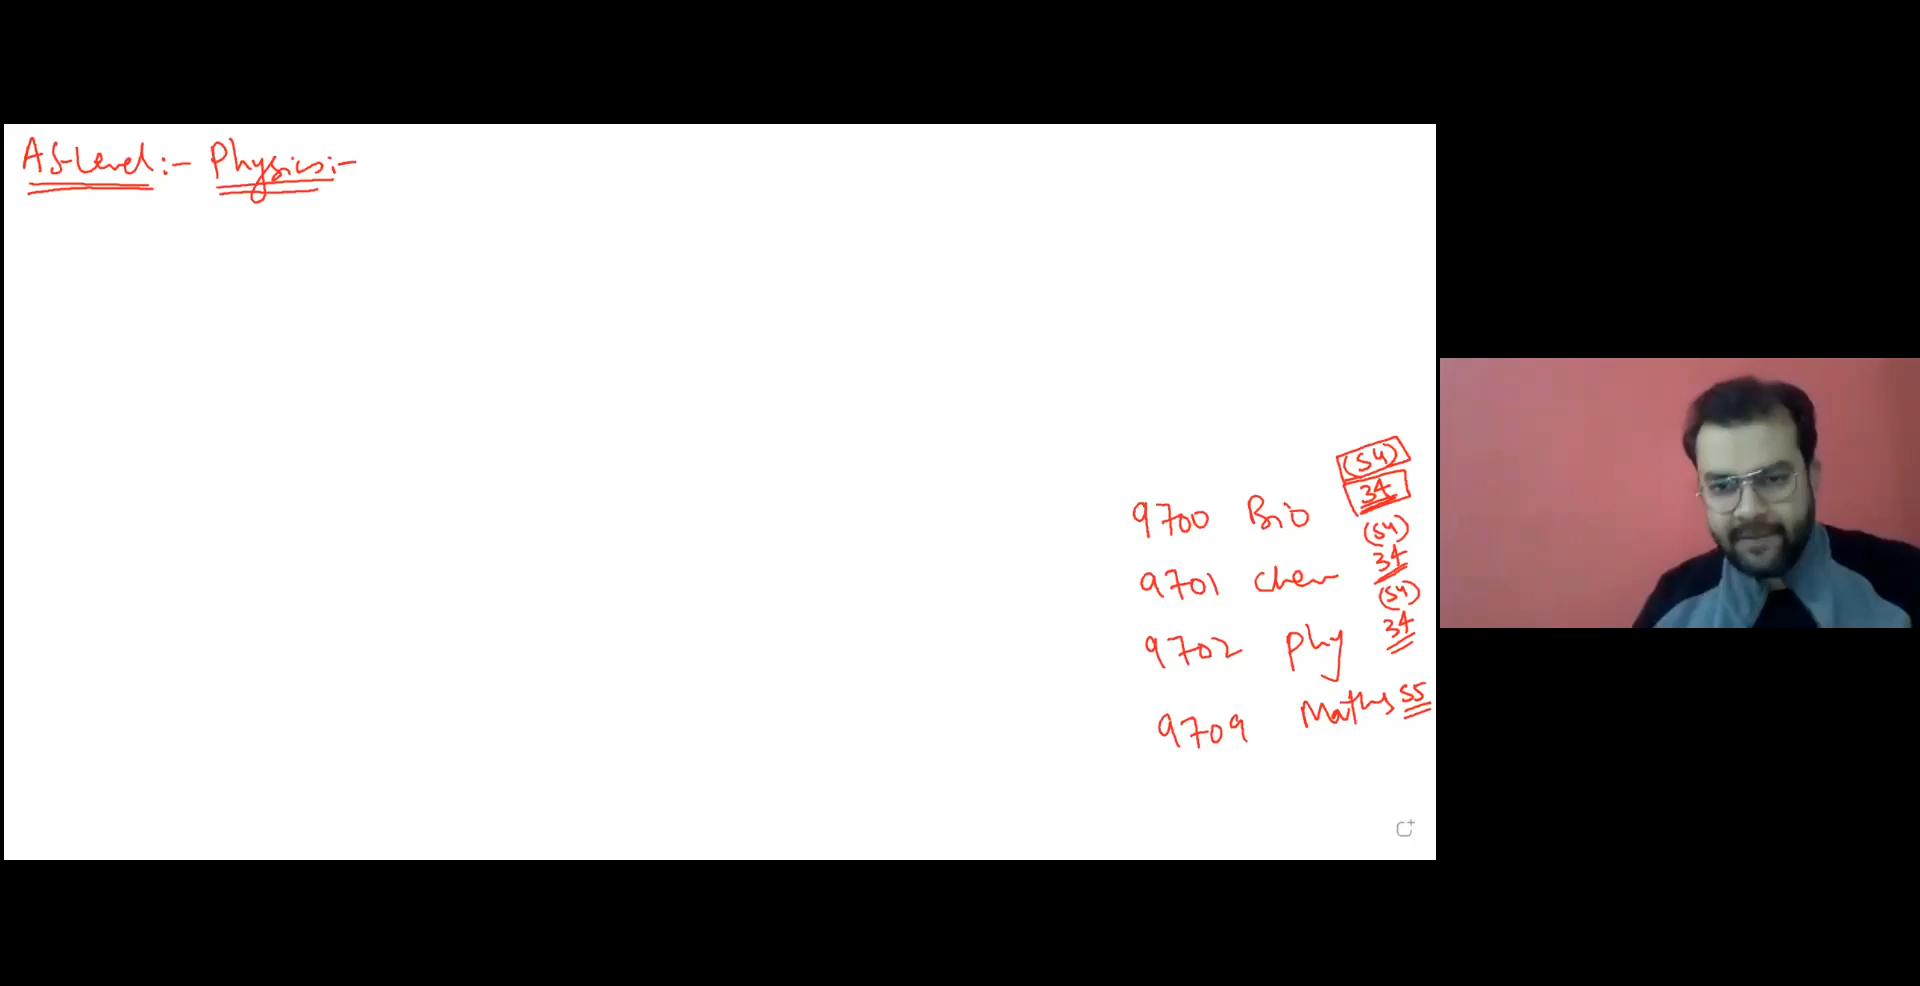 AS-Level:- Physics:-
(S4)
34
9700 Bio
(S4)
34
9701 Chem
(S4)
34
9702 Phy
9709 Maths S5